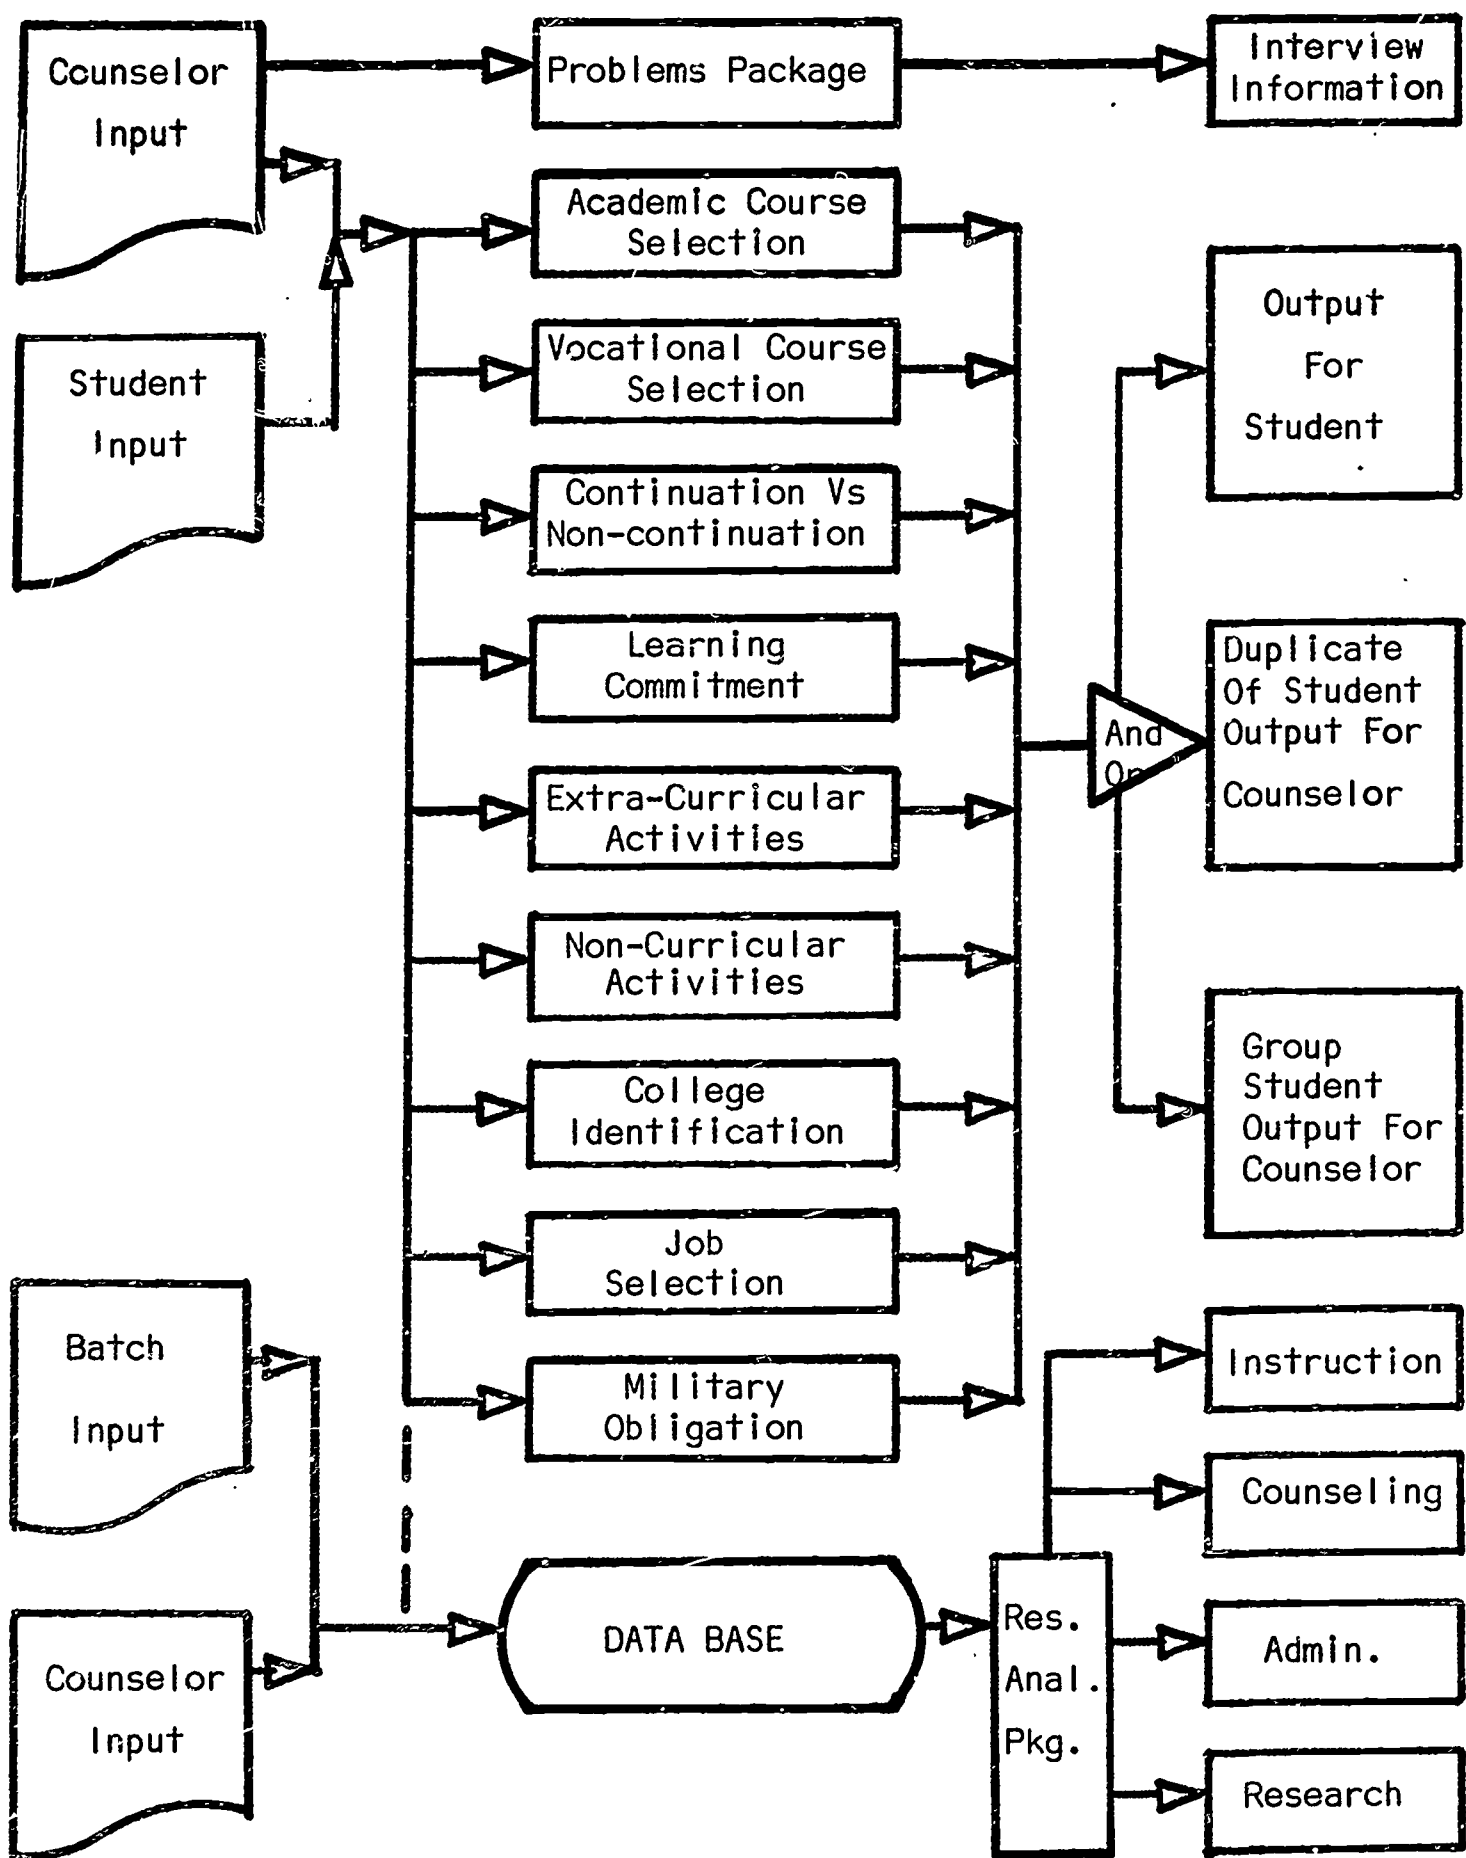 Counselor
Input
Problems Package
Interview
Information
Academic Course
Selection
Student
Input
Vocational Course
Selection
Output
For
Student
Continuation Vs
Non-continuation
Learning
Commitment
Duplicate
Of Student
Output For
Counselor
And
Or
Extra-Curricular
Activities
Non-Curricular
Activities
Group
Student
Output For
Counselor
College
Identification
Job
Selection
Batch
Input
Military
Obligation
Instruction
Counseling
Counselor
Input
DATA BASE
Res.
Anal.
Pkg.
Admin.
Research